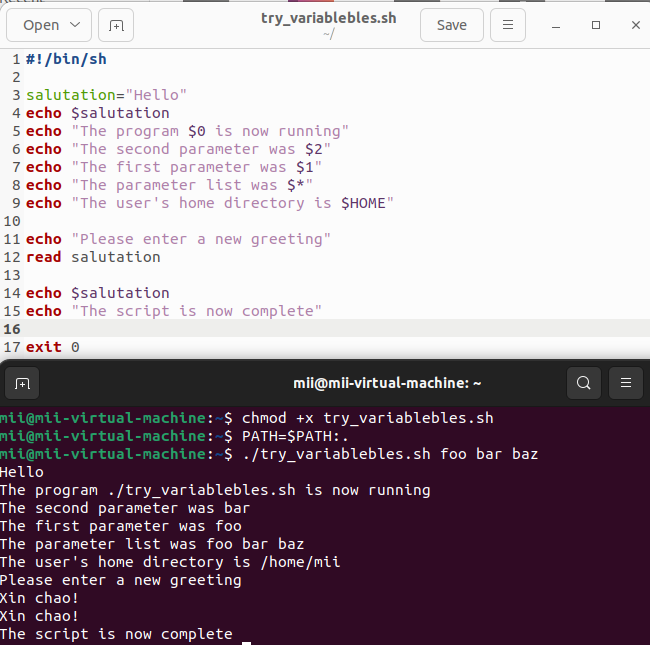 Open
try_variablebles.sh
~/
Save
1 #!/bin/sh
2
3 salutation="Hello"
4 echo $salutation
5 echo "The program $0 is now running"
6 echo "The second parameter was $2"
7 echo "The first parameter was $1"
8 echo "The parameter list was $*"
9 echo "The user's home directory is $HOME"
10
11 echo "Please enter a new greeting"
12 read salutation
13
14 echo $salutation
15 echo "The script is now complete"
16
17 exit 0
mii@mii-virtual-machine: ~
mii@mii-virtual-machine:~$ chmod +x try_variablebles.sh
mii@mii-virtual-machine:~$ PATH=$PATH:.
mii@mii-virtual-machine:~$ ./try_variablebles.sh foo bar baz
Hello
The program ./try_variablebles.sh is now running
The second parameter was bar
The first parameter was foo
The parameter list was foo bar baz
The user's home directory is /home/mii
Please enter a new greeting
Xin chao!
Xin chao!
The script is now complete